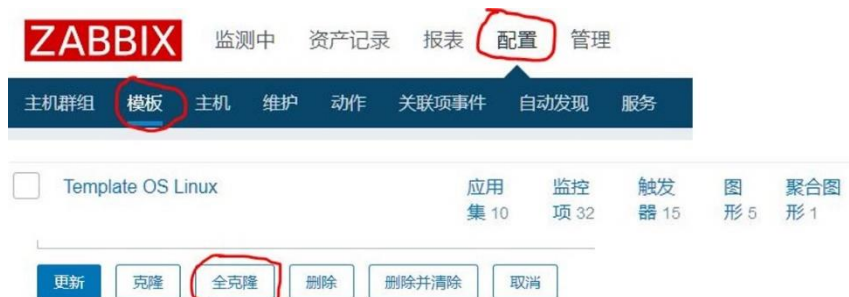 ZABBIX 监测中 资产记录 报表 配置 管理
主机群组 模板 主机 维护 动作 关联项事件 自动发现 服务
Template OS Linux 应用 监控 触发 图 聚合图
集 10 项 32 器 15 形 5 形 1
更新 克隆 全克隆 删除 删除并清除 取消